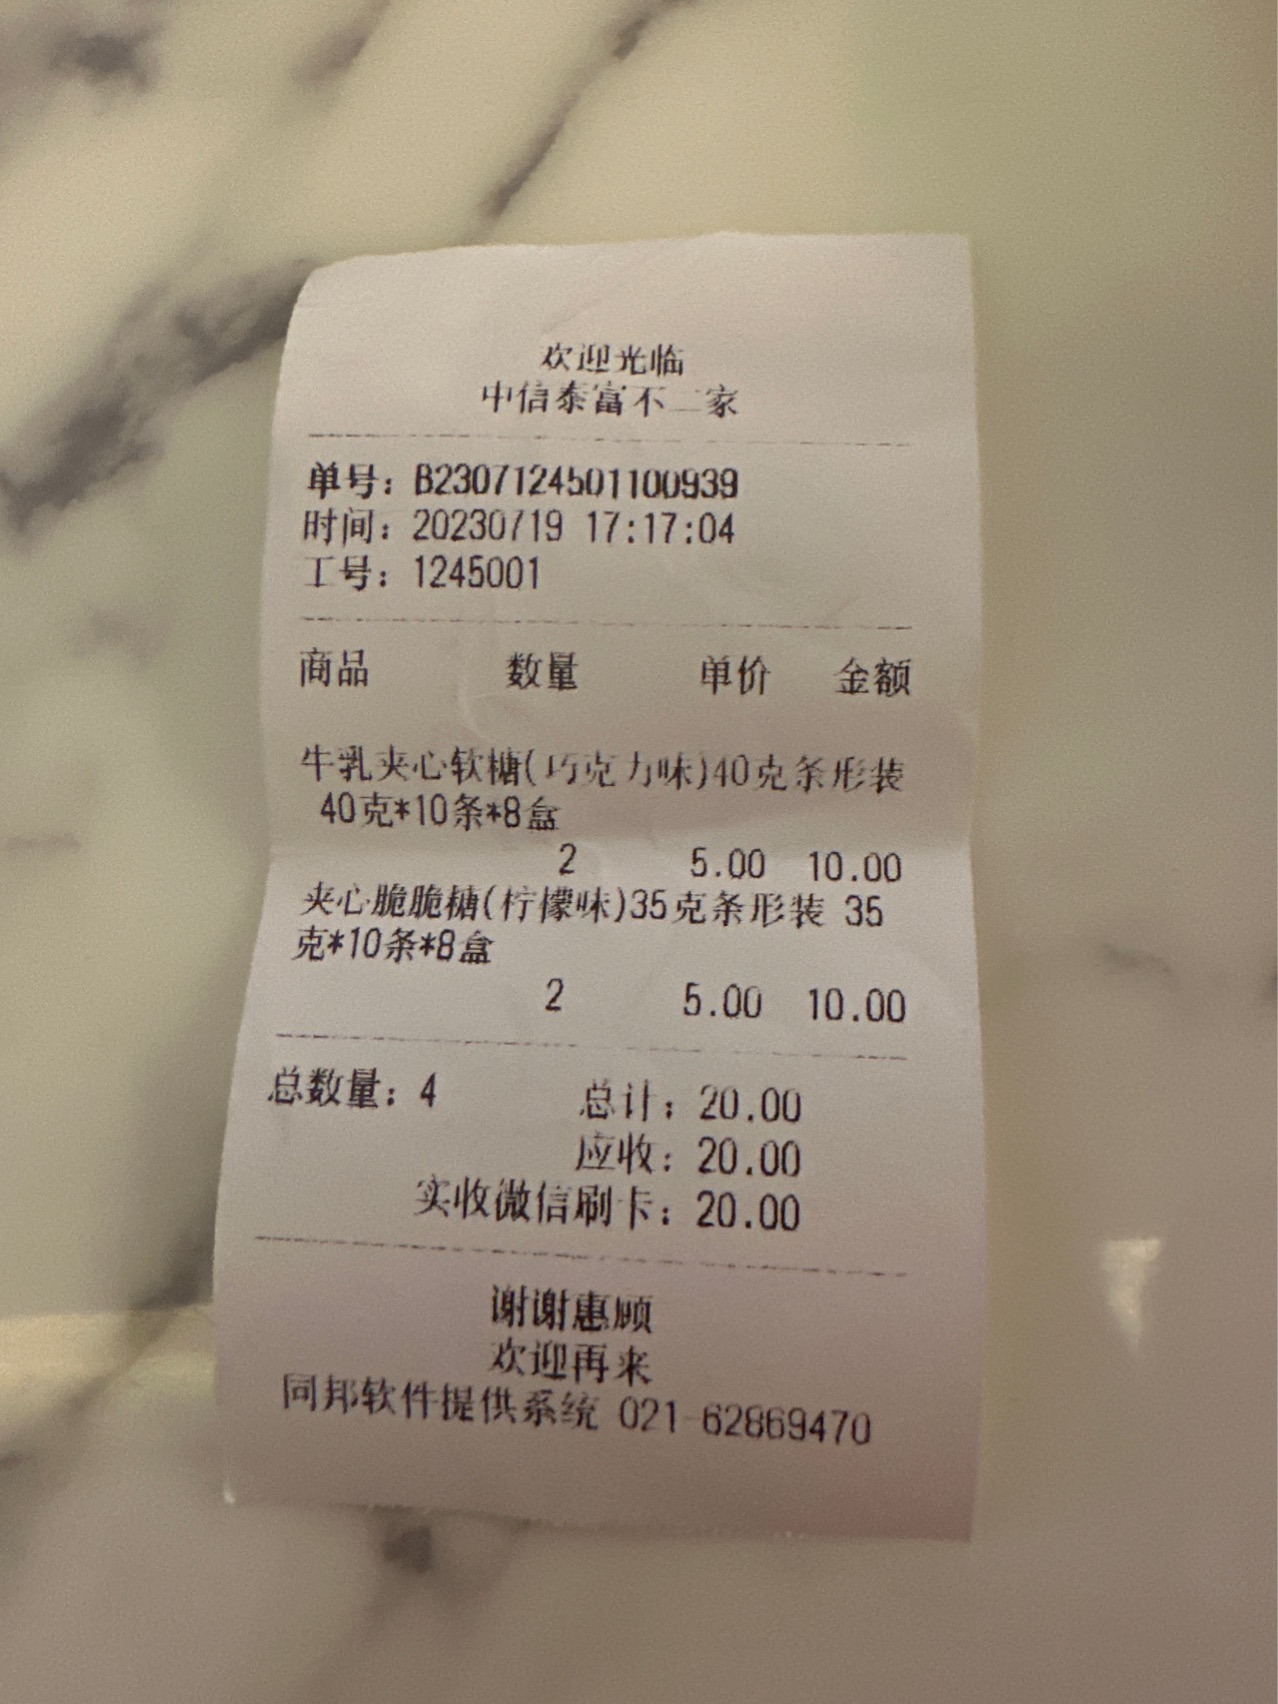 欢迎光临
中信泰富不二家
单号：B2307124501100939
时间：20230719 17:17:04
工号：1245001
商品 数量 单价 金额
牛乳夹心软糖(巧克力味)40克条形装
40克*10条*8盒
2 5.00 10.00
夹心脆脆糖(柠檬味)35克条形装 35
克*10条*8盒
2 5.00 10.00
总数量：4 总计：20.00
应收：20.00
实收微信刷卡：20.00
谢谢惠顾
欢迎再来
同邦软件提供系统 021-62869470